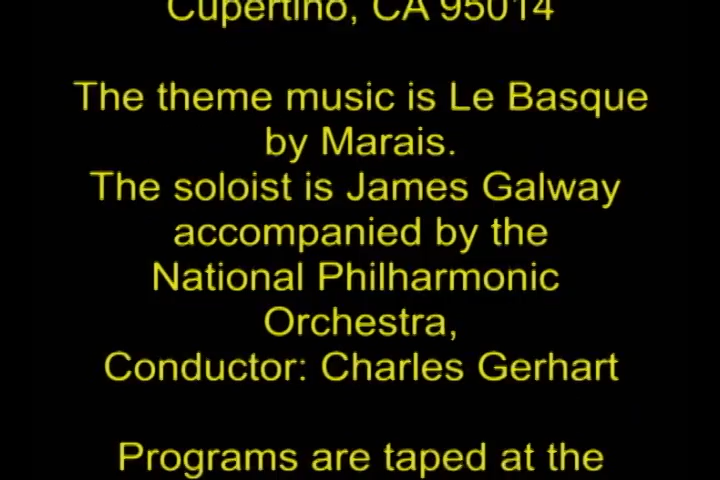 Cupertino, CA 95014
The theme music is Le Basque
by Marais.
The soloist is James Galway
accompanied by the
National Philharmonic
Orchestra,
Conductor: Charles Gerhart
Programs are taped at the